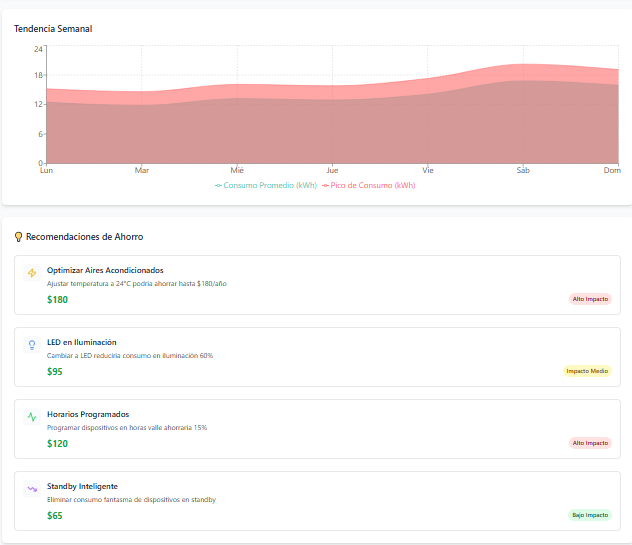 Tendencia Semanal
24
18
12
6
0
Lun Mar Mié Jue Vie Sáb Dom
Consumo Promedio (kWh) Pico de Consumo (kWh)
Recomendaciones de Ahorro
Optimizar Aires Acondicionados
Ajustar temperatura a 24°C podría ahorrar hasta $180/año
$180
Alto Impacto
LED en Iluminación
Cambiar a LED reduciría consumo en iluminación 60%
$95
Impacto Medio
Horarios Programados
Programar dispositivos en horas valle ahorraría 15%
$120
Alto Impacto
Standby Inteligente
Eliminar consumo fantasma de dispositivos en standby
$65
Bajo Impacto